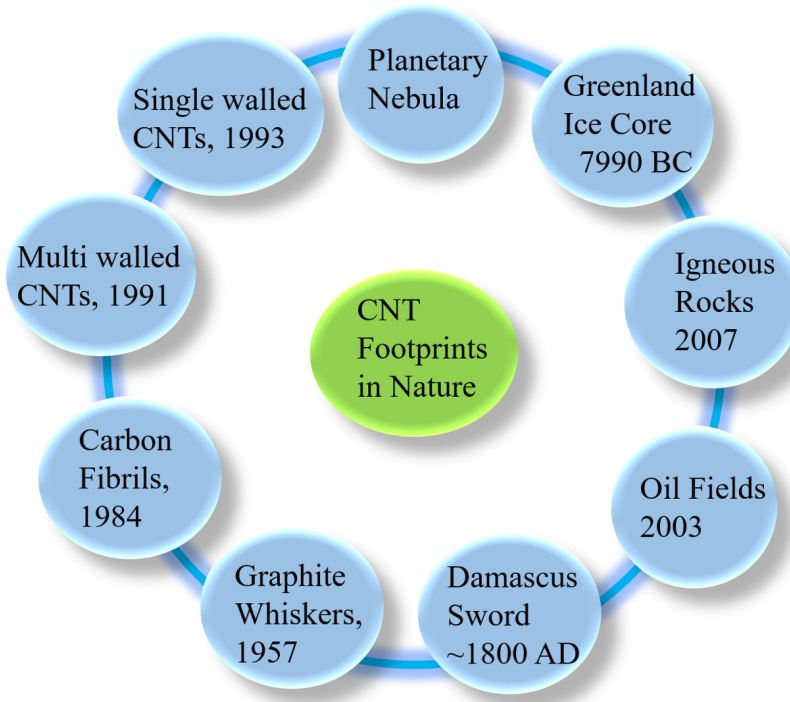 Planetary
Nebula
Greenland
Ice Core
7990 BC
Igneous
Rocks
2007
Oil Fields
2003
Damascus
Sword
~1800 AD
Graphite
Whiskers,
1957
Carbon
Fibrils,
1984
Multi walled
CNTs, 1991
Single walled
CNTs, 1993
CNT
Footprints
in Nature